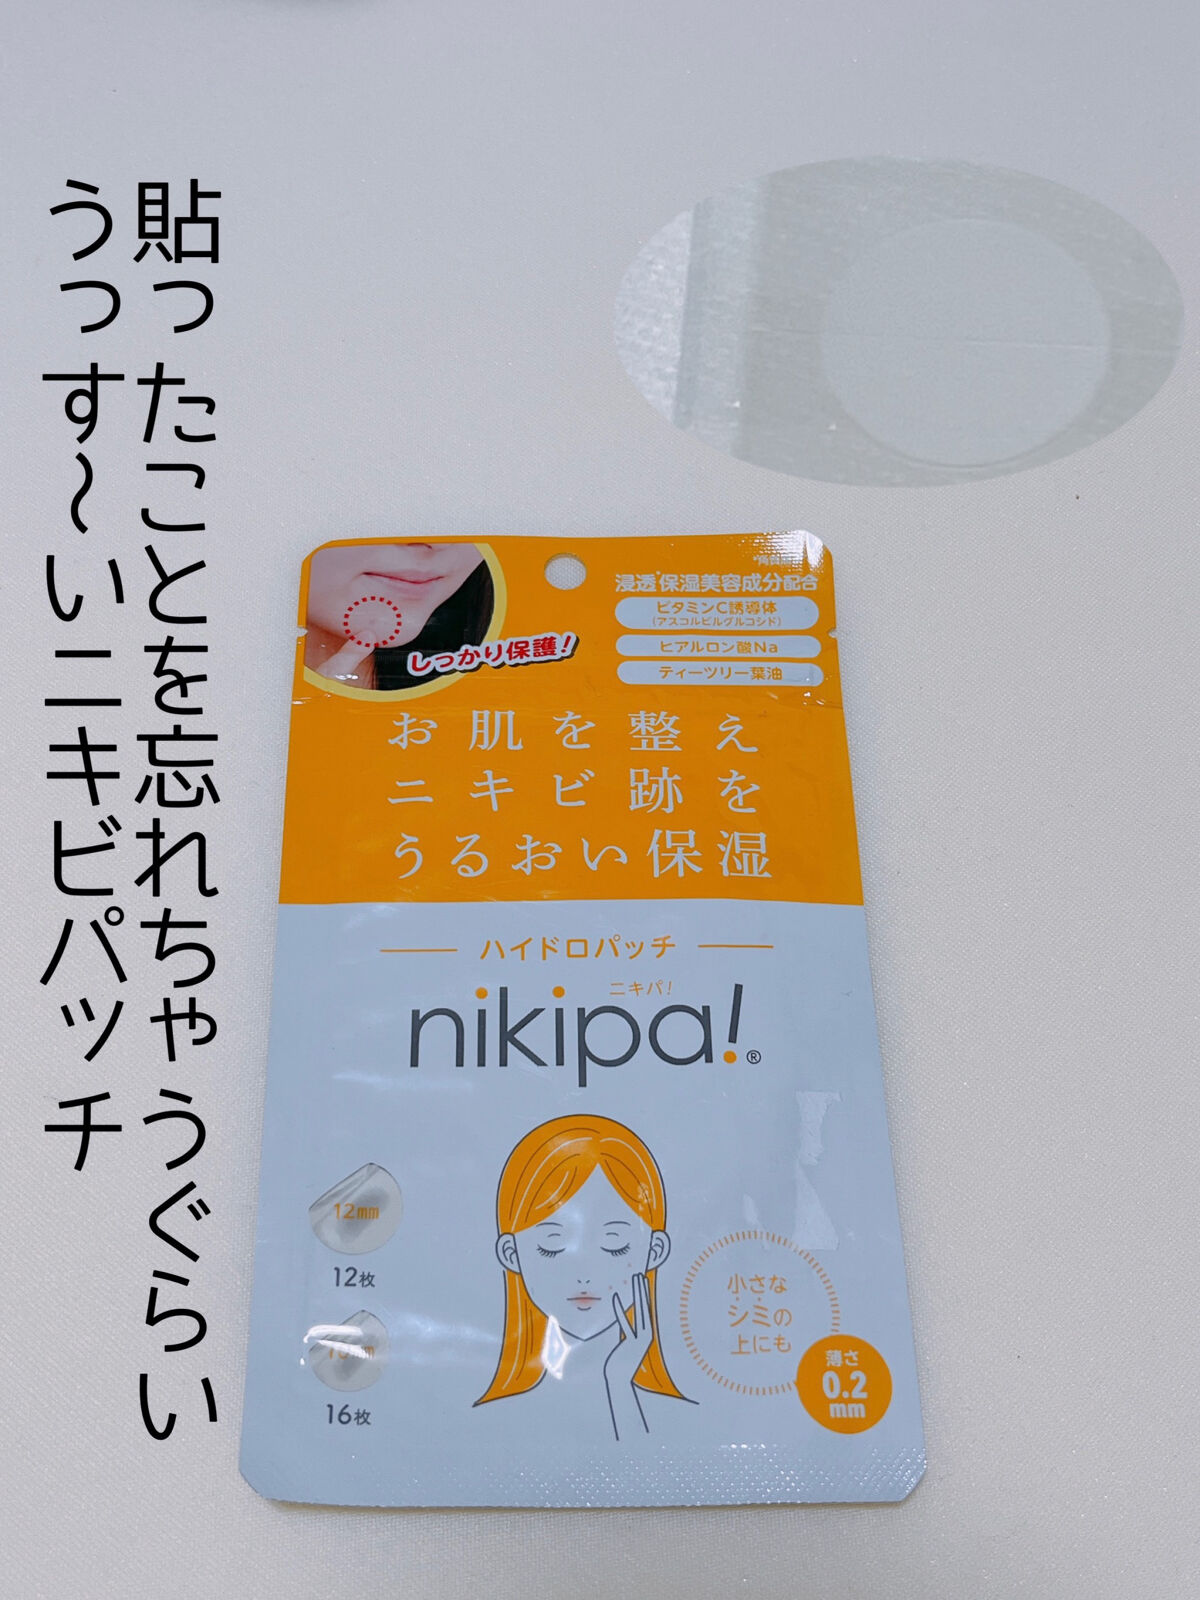 貼ったことを忘れちゃうぐらい
うっす～いニキビパッチ
しっかり保護!
浸透*保湿美容成分配合
ビタミンC誘導体
(アスコルビルグルコシド)
ヒアルロン酸Na
ティーツリー葉油
お肌を整え
ニキビ跡を
うるおい保湿
ハイドロパッチ
ニキパ!
nikipa!®
12mm
12枚
10mm
16枚
小さな
シミの
上にも
薄さ
0.2
mm